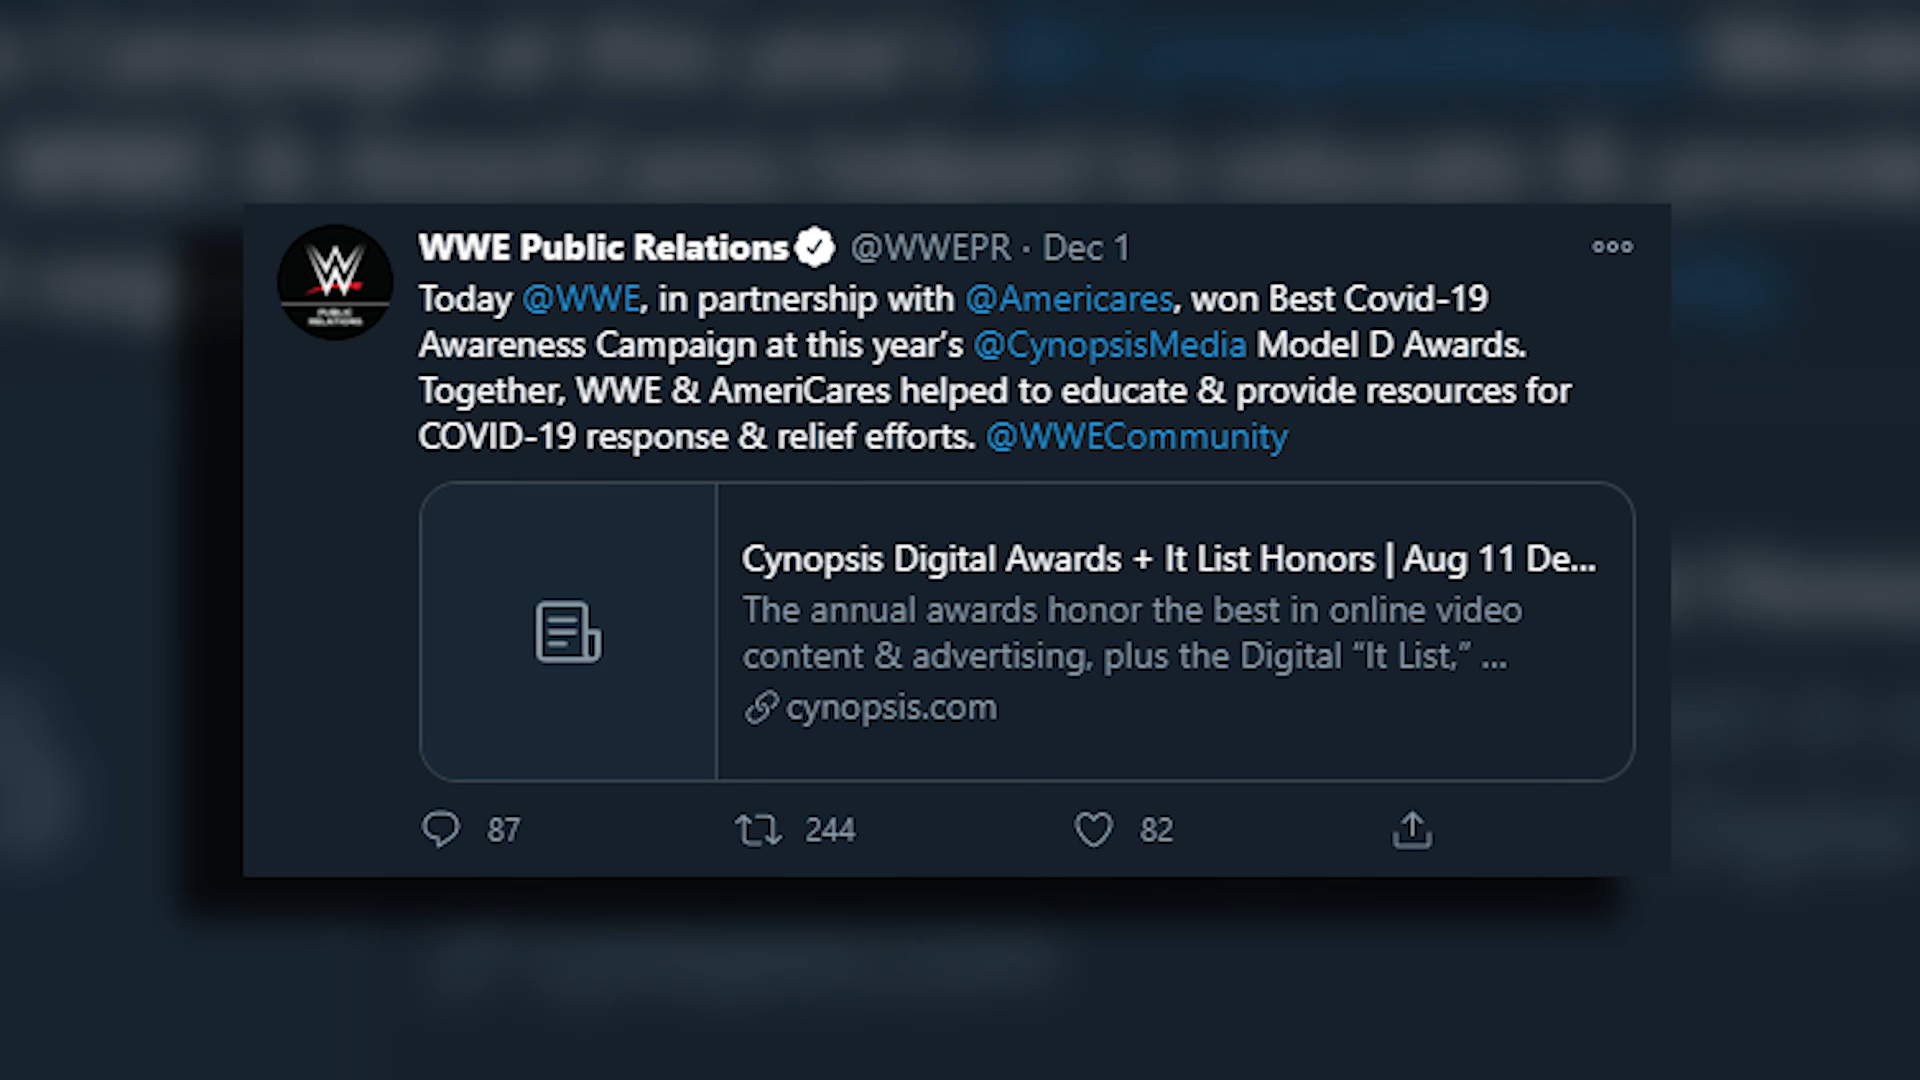 WWE Public Relations @WWEPR · Dec 1
Today @WWE, in partnership with @Americares, won Best Covid-19
Awareness Campaign at this year's @CynopsisMedia Model D Awards.
Together, WWE & AmeriCares helped to educate & provide resources for
COVID-19 response & relief efforts. @WWECommunity
Cynopsis Digital Awards + It List Honors | Aug 11 De...
The annual awards honor the best in online video
content & advertising, plus the Digital “It List,” ...
cynopsis.com
87 244 82
W
PUBLIC
RELATIONS